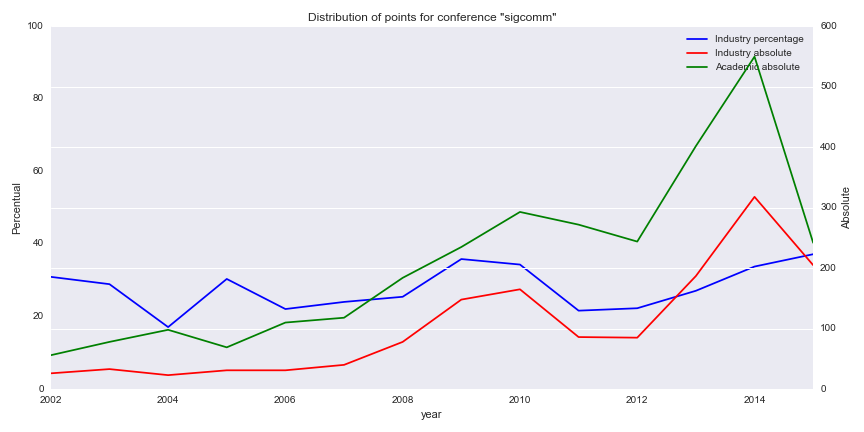 Distribution of points for conference "sigcomm"
100
80
60
40
20
0
Percentual
600
500
400
300
200
100
0
Absolute
Industry percentage
Industry absolute
Academic absolute
2002 2004 2006 2008 2010 2012 2014
year